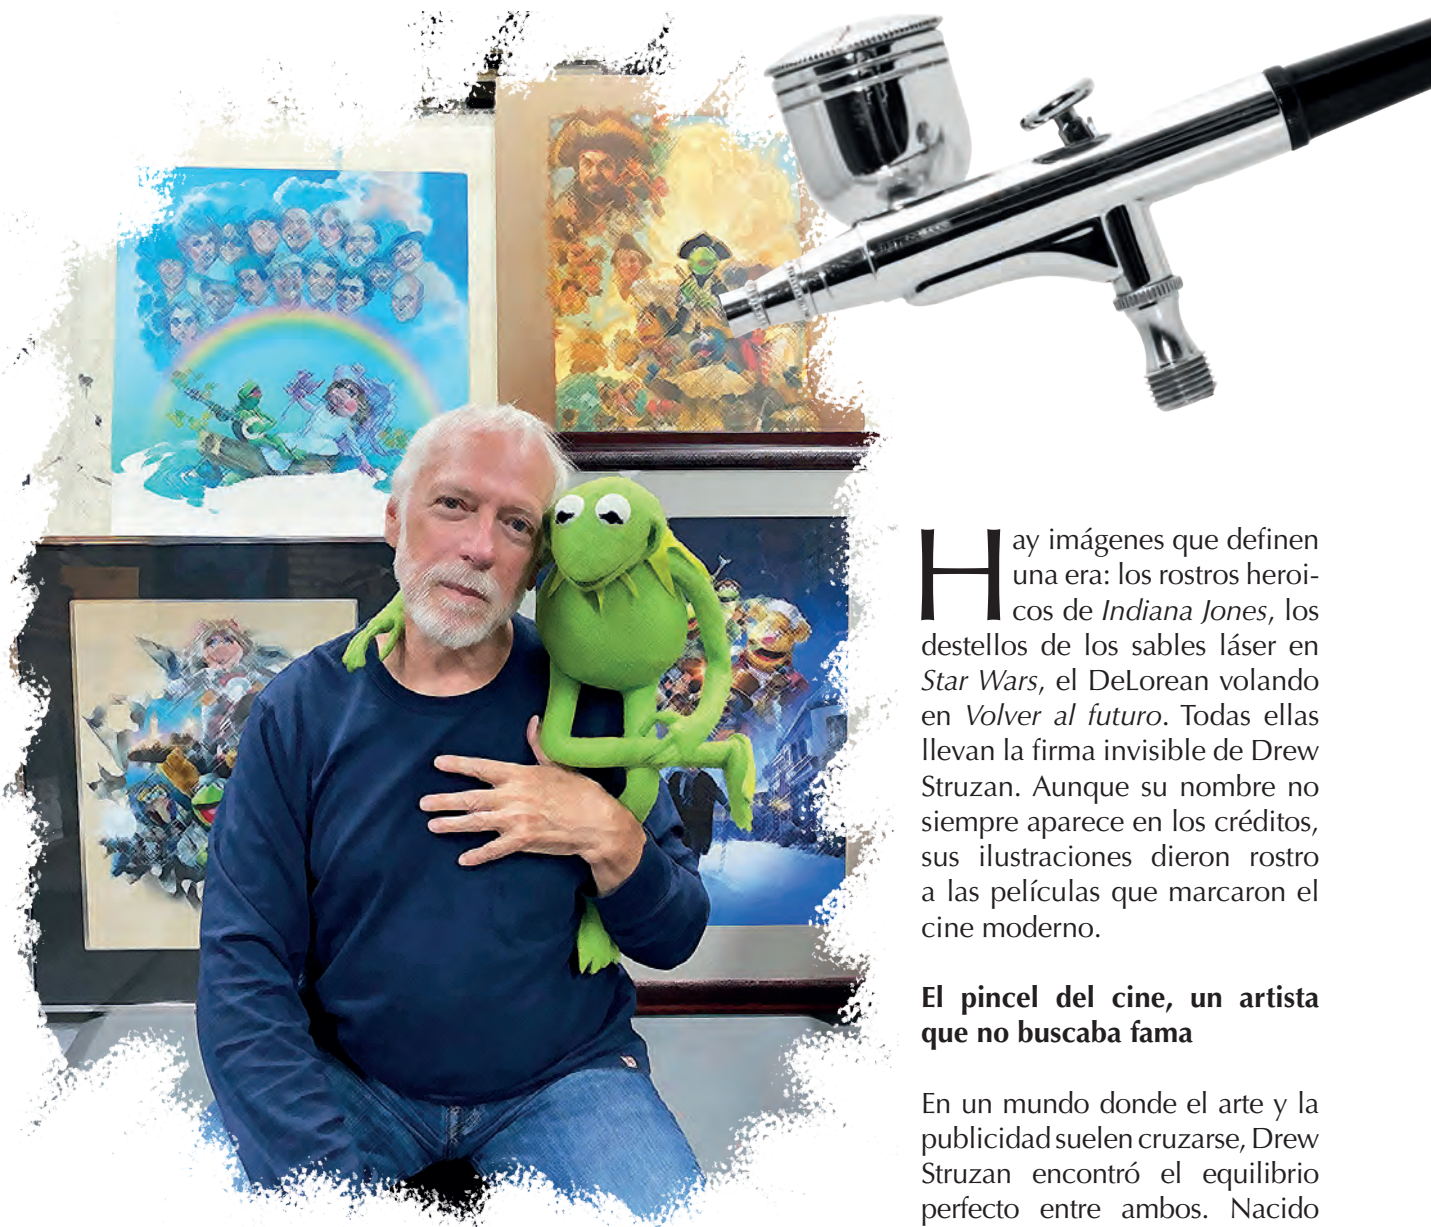 Hay imágenes que definen
una era: los rostros heroi-
cos de Indiana Jones, los
destellos de los sables láser en
Star Wars, el DeLorean volando
en Volver al futuro. Todas ellas
llevan la firma invisible de Drew
Struzan. Aunque su nombre no
siempre aparece en los créditos,
sus ilustraciones dieron rostro
a las películas que marcaron el
cine moderno.
El pincel del cine, un artista
que no buscaba fama
En un mundo donde el arte y la
publicidad suelen cruzarse, Drew
Struzan encontró el equilibrio
perfecto entre ambos. Nacido